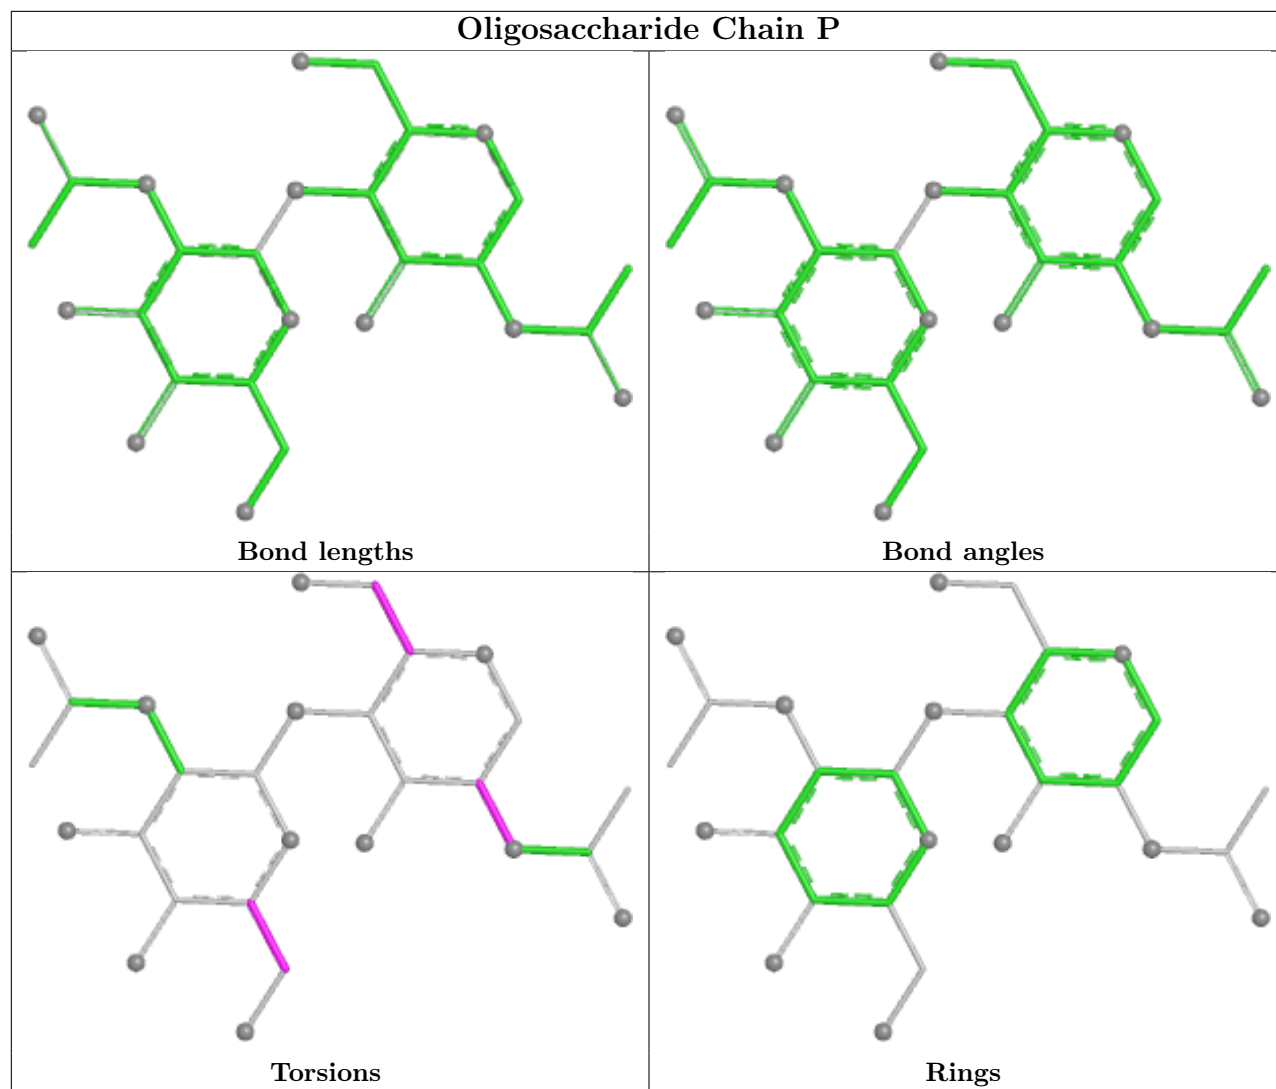 Oligosaccharide Chain P
Bond lengths
Bond angles
Torsions
Rings